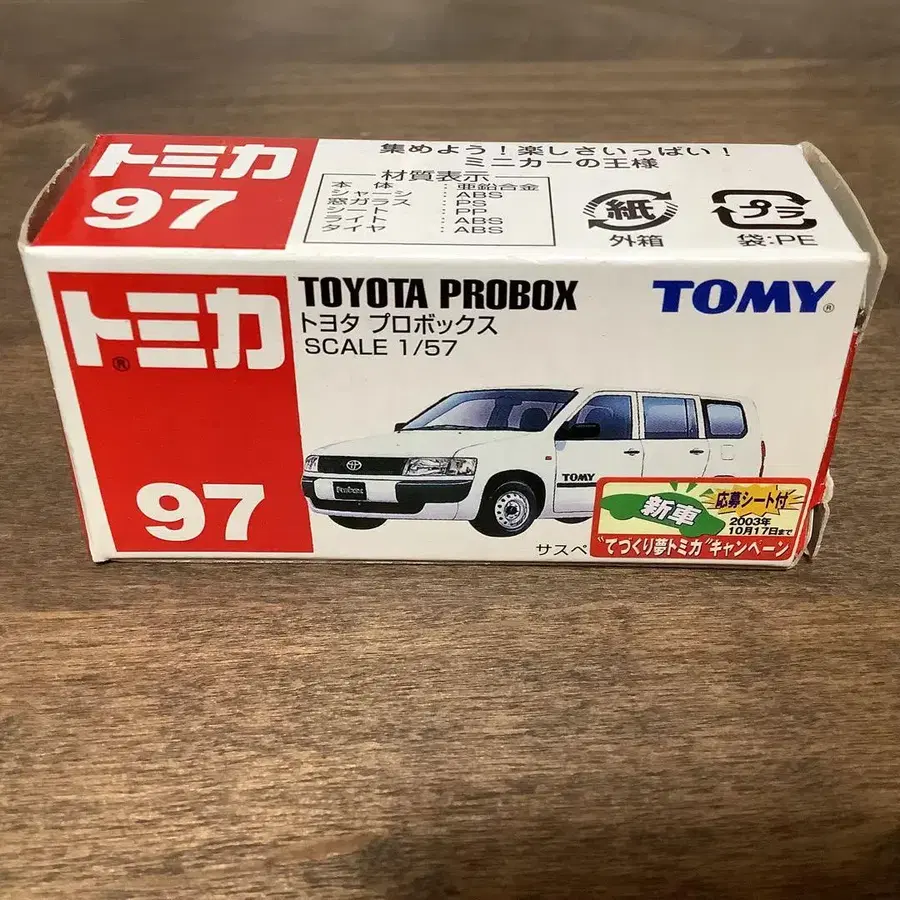 トミカ
97
集めよう！楽しさいっぱい！
ミニカーの王様
材質表示
本体：亜鉛合金
シャーシ：ABS
窓ガラス：PS
シート：PP
ライト：ABS
タイヤ：ABS
紙
外箱
プラ
袋:PE
トミカ®
97
TOYOTA PROBOX
トヨタ プロボックス
SCALE 1/57
TOMY®
TOMY
Probox
サスペ
新車
応募シート付
2003年
10月17日まで
"てづくり夢トミカ"キャンペーン